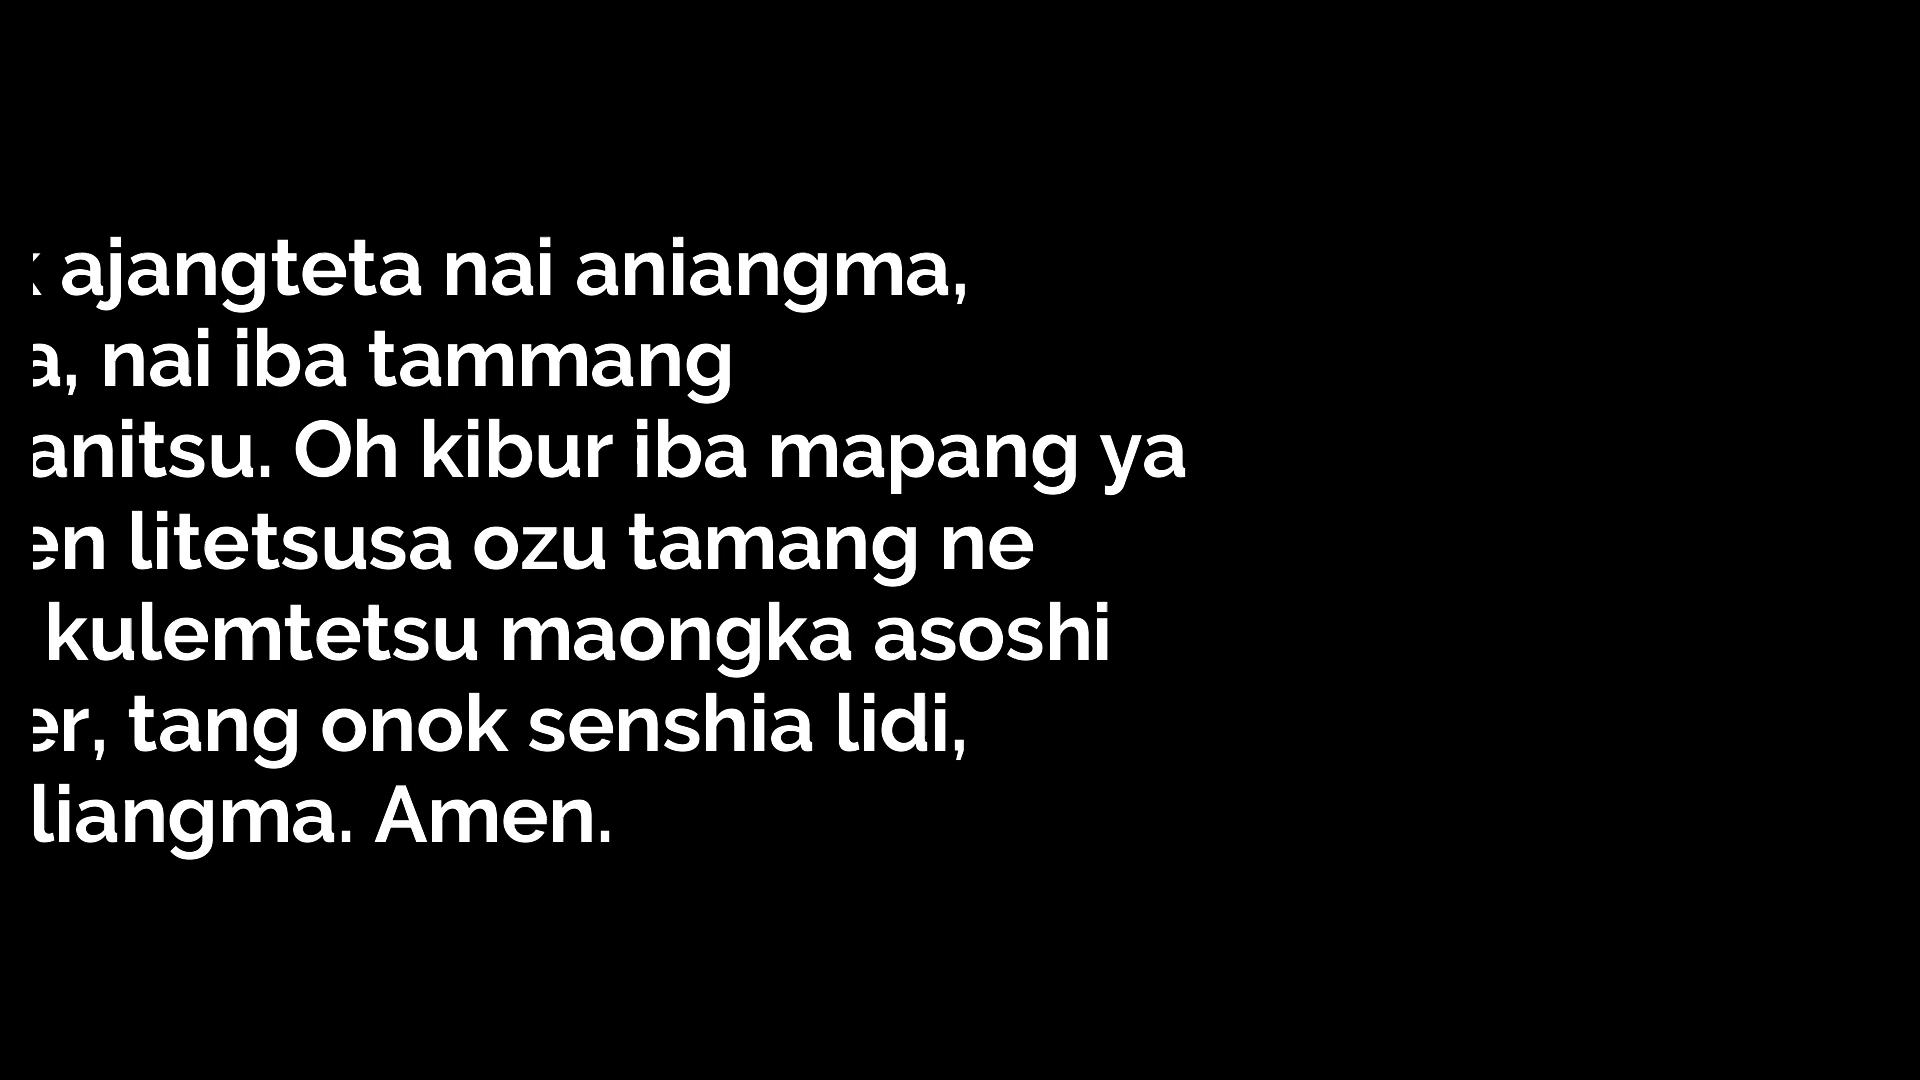 ajangteta nai aniangma,
nai iba tammang
Oh kibur iba mapang ya
litetsusa ozu tamang ne
kulemtetsu maongka asoshi
tang onok senshia lidi,
Amen.